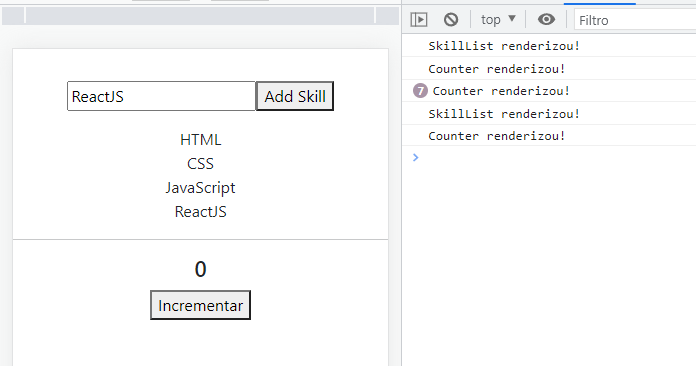 top
Filtro
ReactJS Add Skill
HTML
CSS
JavaScript
ReactJS
0
Incrementar
SkillList renderizou!
Counter renderizou!
7 Counter renderizou!
SkillList renderizou!
Counter renderizou!